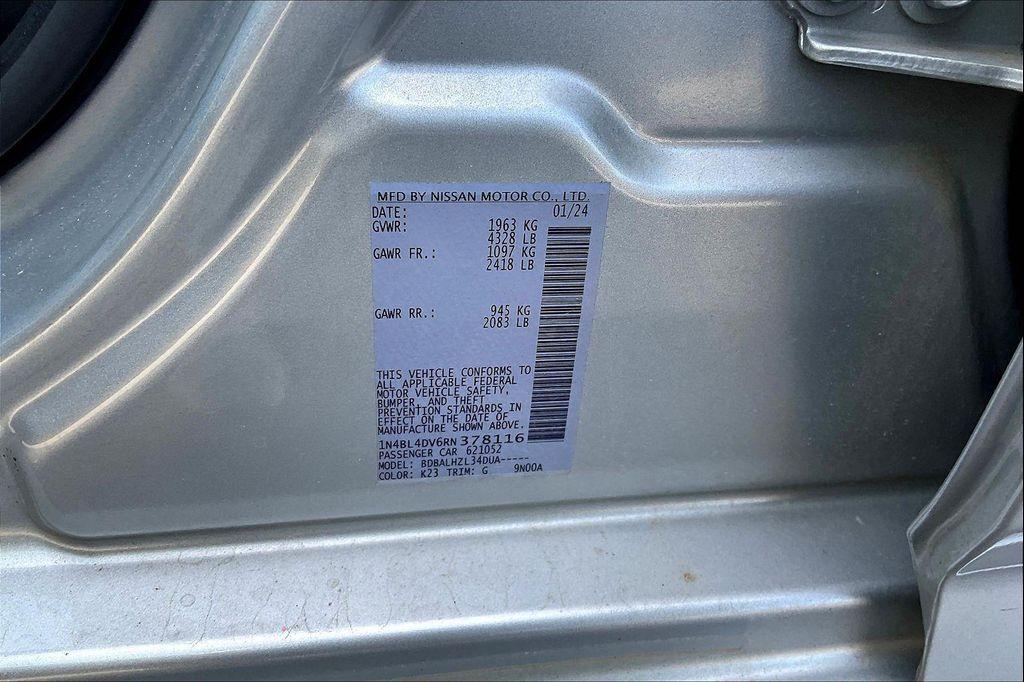 MFD BY NISSAN MOTOR CO., LTD.
DATE: 01/24
GVWR: 1963 KG
4328 LB
GAWR FR.: 1097 KG
2418 LB
GAWR RR.: 945 KG
2083 LB
THIS VEHICLE CONFORMS TO
ALL APPLICABLE FEDERAL
MOTOR VEHICLE SAFETY,
BUMPER, AND THEFT
PREVENTION STANDARDS IN
EFFECT ON THE DATE OF
MANUFACTURE SHOWN ABOVE.
1N4BL4DV6RN378116
PASSENGER CAR 621052
MODEL: BDBALHZL34DUA-----
COLOR: K23 TRIM: G 9N00A